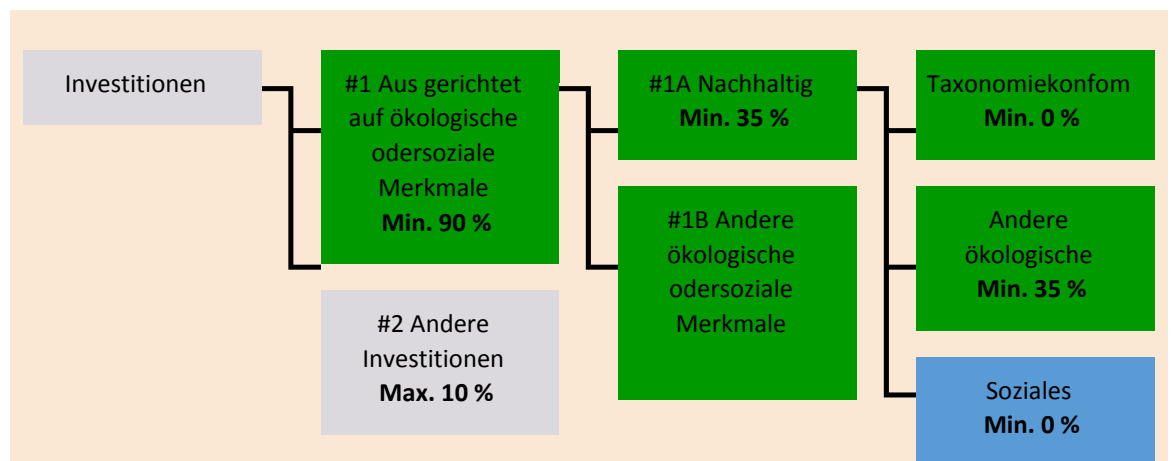 Investitionen
#1 Aus gerichtet
auf ökologische
odersoziale
Merkmale
Min. 90 %
#2 Andere
Investitionen
Max. 10 %
#1A Nachhaltig
Min. 35 %
#1B Andere
ökologische
odersoziale
Merkmale
Taxonomiekonfom
Min. 0 %
Andere
ökologische
Min. 35 %
Soziales
Min. 0 %